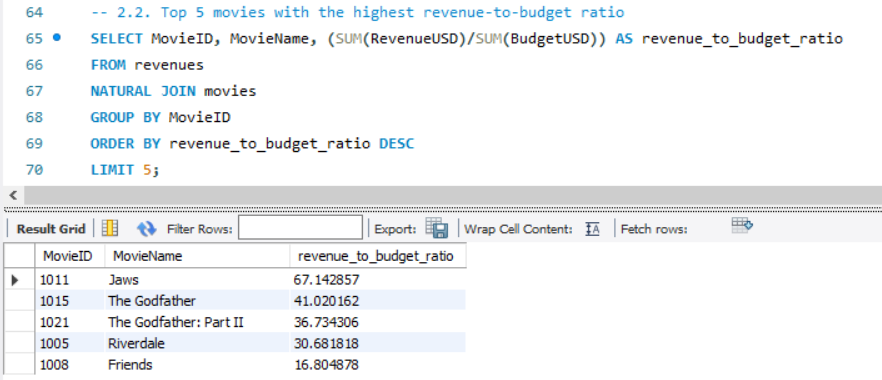 64 -- 2.2. Top 5 movies with the highest revenue-to-budget ratio
65 SELECT MovieID, MovieName, (SUM(RevenueUSD)/SUM(BudgetUSD)) AS revenue_to_budget_ratio
66 FROM revenues
67 NATURAL JOIN movies
68 GROUP BY MovieID
69 ORDER BY revenue_to_budget_ratio DESC
70 LIMIT 5;
Result Grid Filter Rows: Export: Wrap Cell Content: Fetch rows:
MovieID MovieName revenue_to_budget_ratio
1011 Jaws 67.142857
1015 The Godfather 41.020162
1021 The Godfather: Part II 36.734306
1005 Riverdale 30.681818
1008 Friends 16.804878